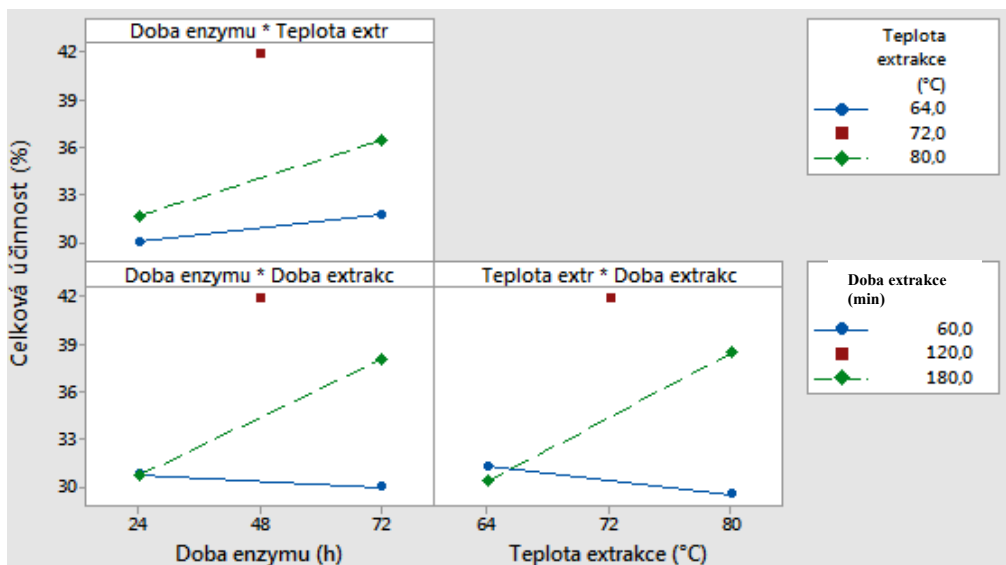 Doba enzymu * Teplota extr
42
39
36
33
30
Celková účinnost (%)
Teplota
extrakce
(°C)
64,0
72,0
80,0
Doba enzymu * Doba extrakc
Teplota extr * Doba extrakc
42
39
36
33
30
24
48
72
64
72
80
Doba enzymu (h)
Teplota extrakce (°C)
Doba extrakce
(min)
60,0
120,0
180,0